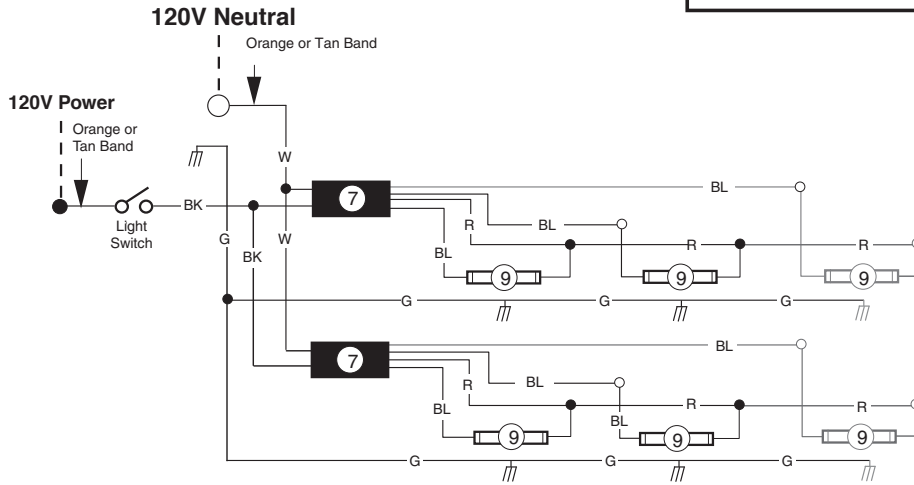 120V Neutral
Orange or Tan Band
120V Power
Orange or
Tan Band
W
BL
7
BK
R
BL
R
R
Light
Switch
G
W
BL
BK
9
9
9
G
G
G
BL
7
R
BL
BL
R
R
BL
9
9
9
G
G
G